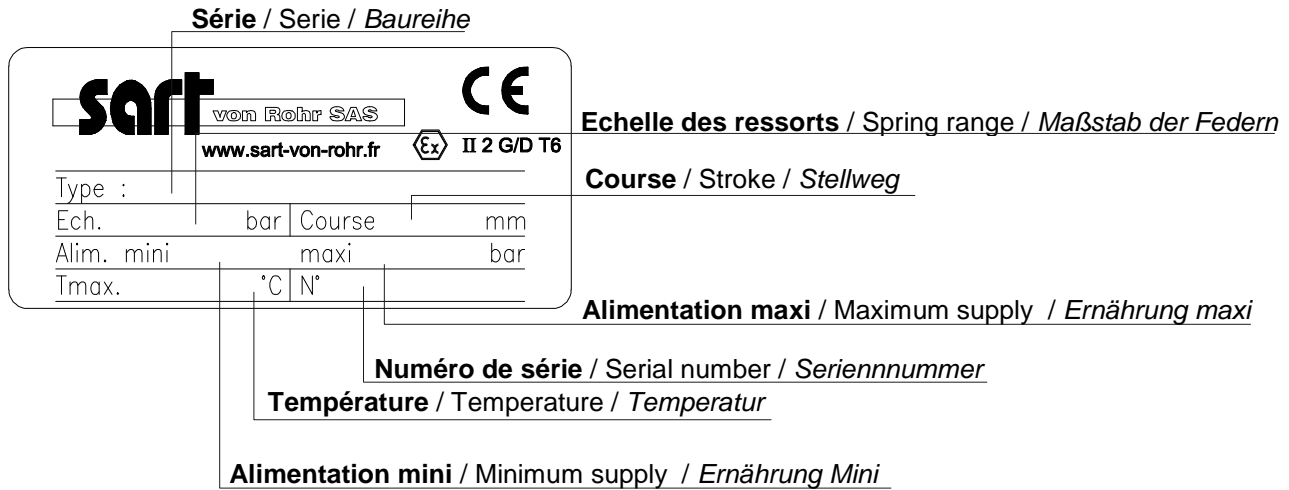 Série / Serie / Baureihe
sart
von Rohr SAS
CE
www.sart-von-rohr.fr
Ex II 2 G/D T6
Echelle des ressorts / Spring range / Maßstab der Federn
Type :
Course / Stroke / Stellweg
Ech. bar Course mm
Alim. mini maxi bar
Tmax. °C N°
Alimentation maxi / Maximum supply / Ernährung maxi
Numéro de série / Serial number / Seriennnummer
Température / Temperature / Temperatur
Alimentation mini / Minimum supply / Ernährung Mini